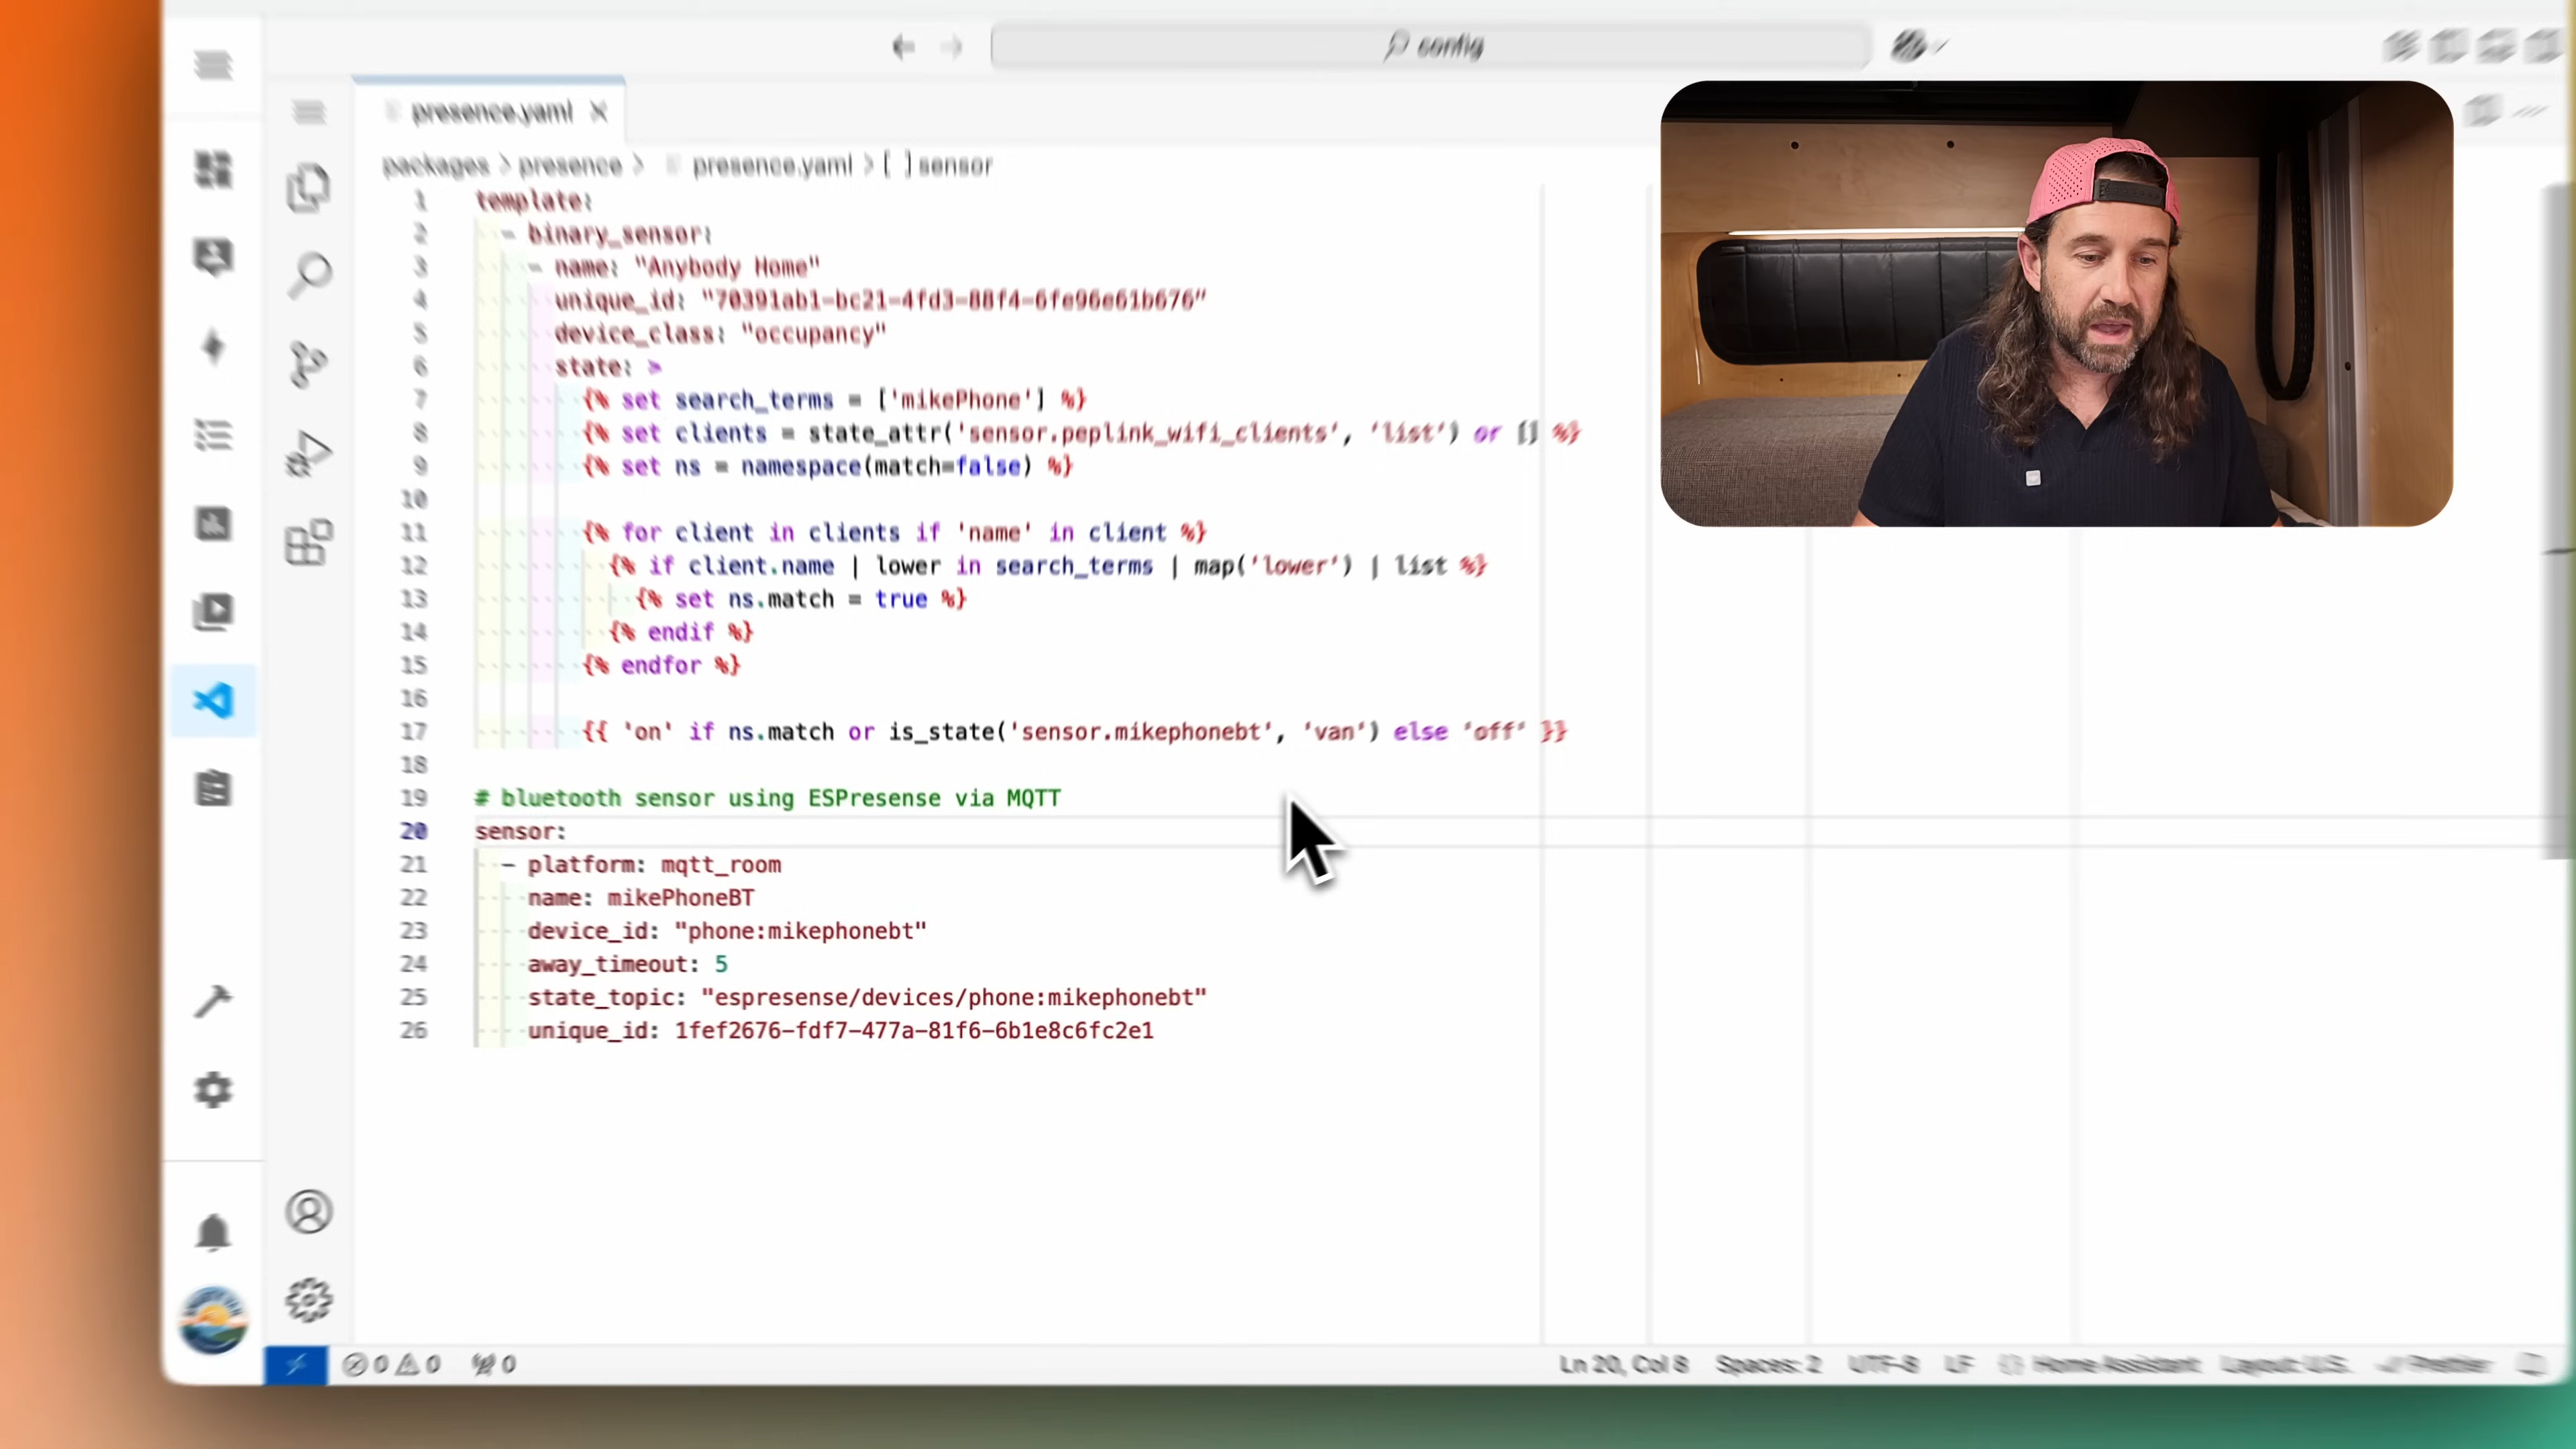 config
presence.yaml
packages > presence > presence.yaml > [ ] sensor
1 template:
2 - binary_sensor:
3 - name: "Anybody Home"
4 unique_id: "70391ab1-bc21-4fd3-88f4-6fe96e61b676"
5 device_class: "occupancy"
6 state: >
7 {% set search_terms = ['mikePhone'] %}
8 {% set clients = state_attr('sensor.peplink_wifi_clients', 'list') or [] %}
9 {% set ns = namespace(match=false) %}
10
11 {% for client in clients if 'name' in client %}
12 {% if client.name | lower in search_terms | map('lower') | list %}
13 {% set ns.match = true %}
14 {% endif %}
15 {% endfor %}
16
17 {{ 'on' if ns.match or is_state('sensor.mikephonebt', 'van') else 'off' }}
18
19 # bluetooth sensor using ESPresense via MQTT
20 sensor:
21 - platform: mqtt_room
22 name: mikePhoneBT
23 device_id: "phone:mikephonebt"
24 away_timeout: 5
25 state_topic: "espresense/devices/phone:mikephonebt"
26 unique_id: 1fef2676-fdf7-477a-81f6-6b1e8c6fc2e1
0 0 0 Ln 20, Col 8 Spaces: 2 UTF-8 LF Home Assistant Layout: U.S. Prettier